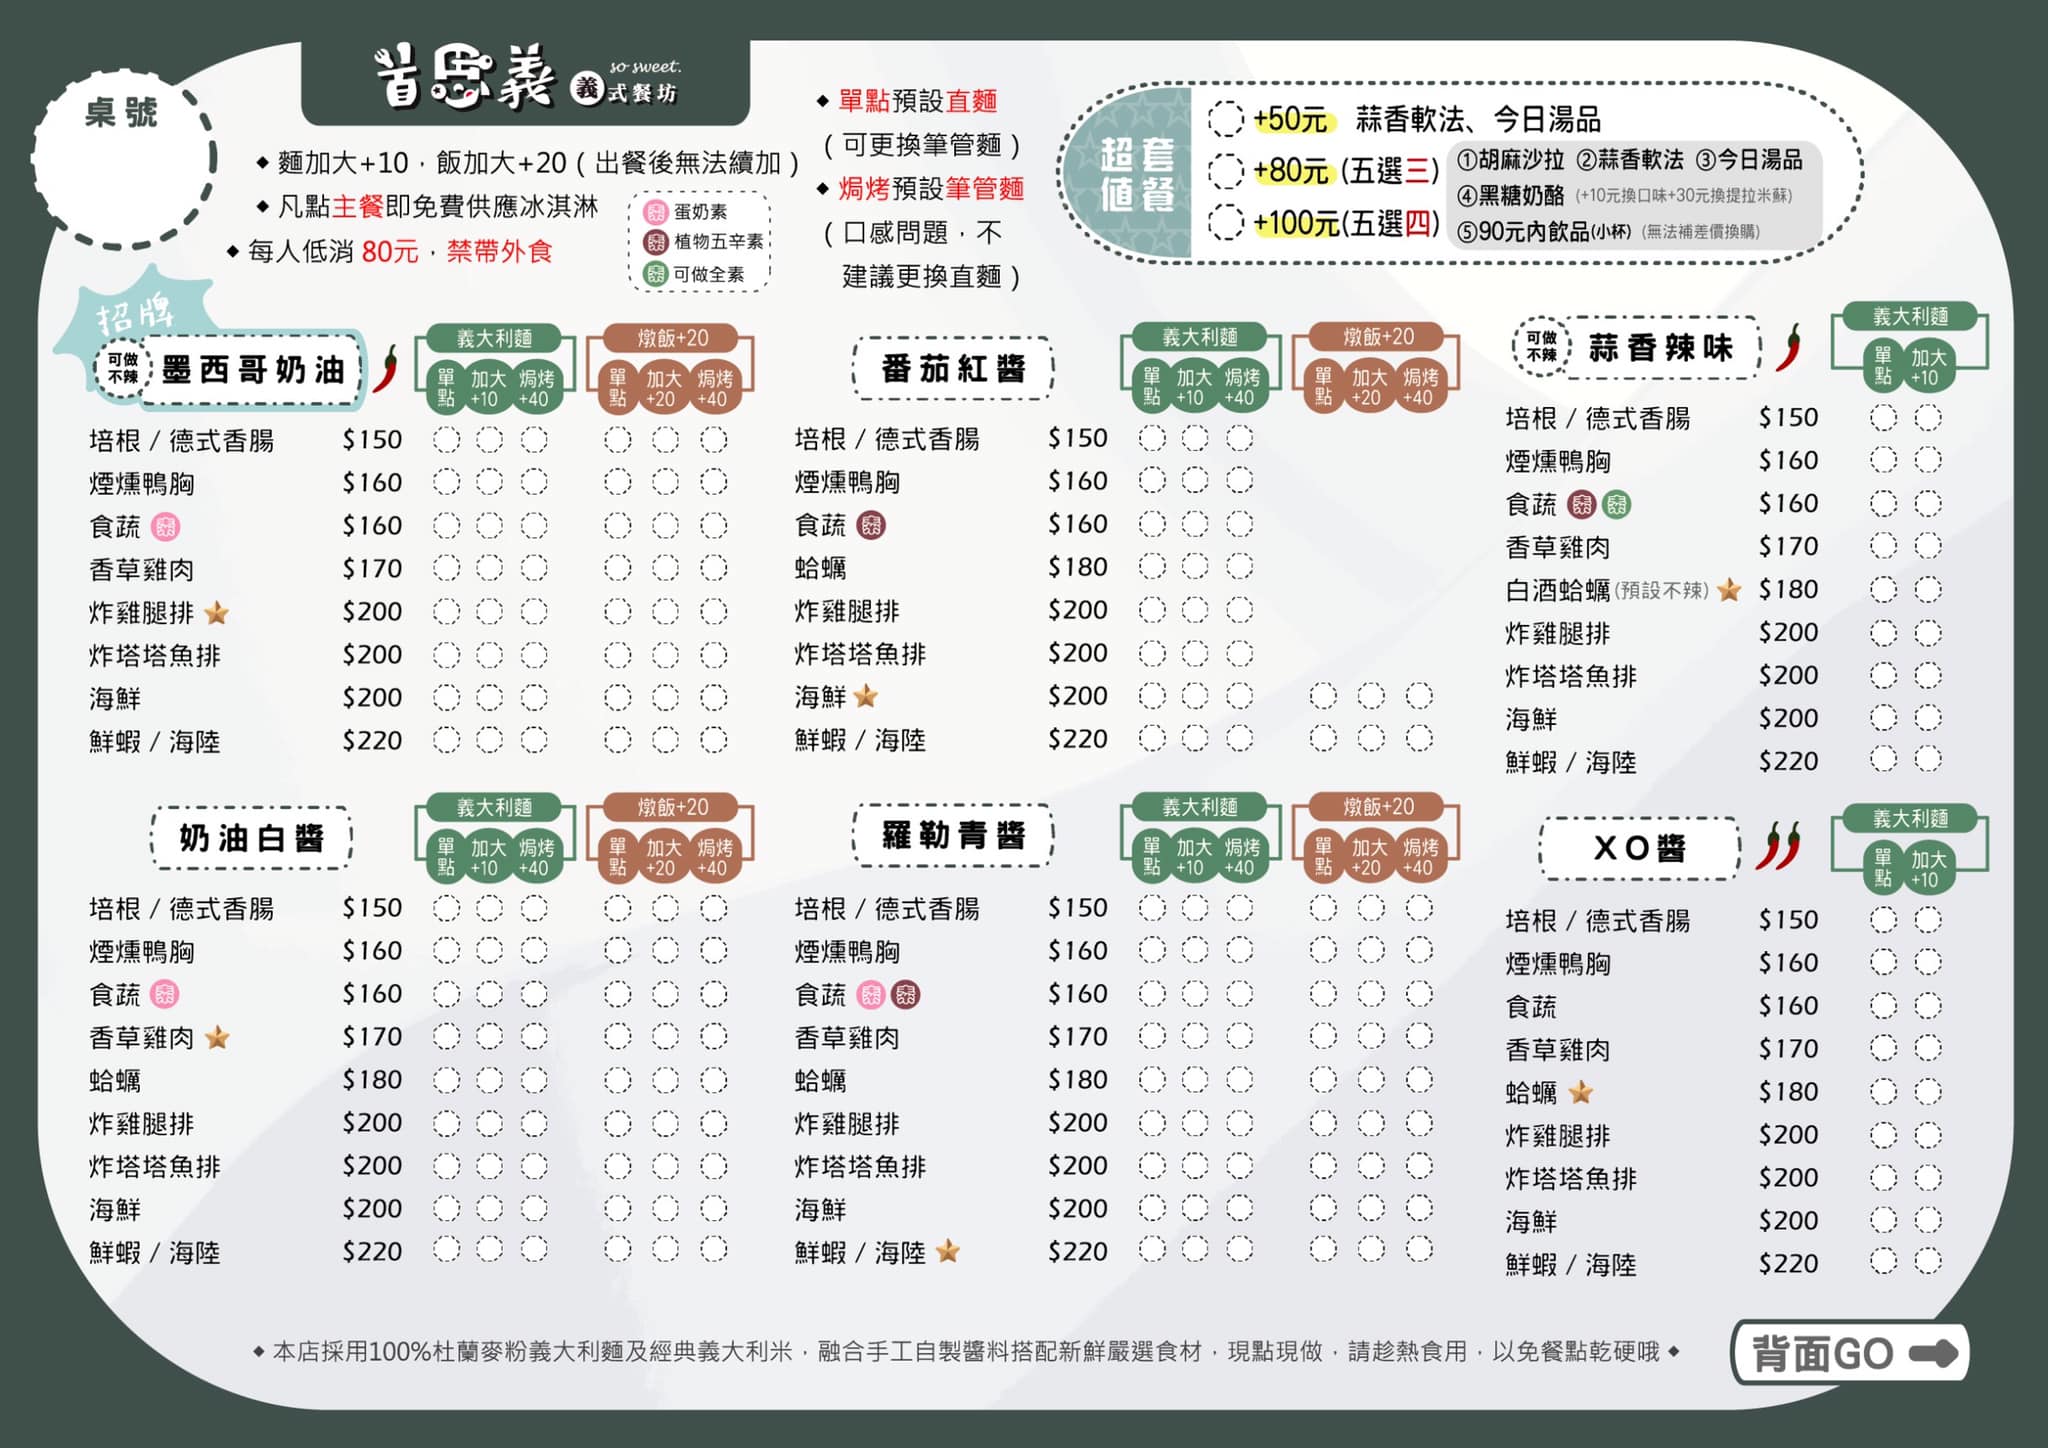 桌號
首思義
so sweet.
義式餐坊
◆ 麵加大+10，飯加大+20 ( 出餐後無法續加 )
◆ 凡點主餐即免費供應冰淇淋
◆ 每人低消 80元，禁帶外食
蛋奶素
植物五辛素
可做全素
◆ 單點預設直麵
( 可更換筆管麵 )
◆ 焗烤預設筆管麵
( 口感問題，不
建議更換直麵 )
超值套餐
+50元 蒜香軟法、今日湯品
+80元 (五選三)
+100元(五選四)
①胡麻沙拉 ②蒜香軟法 ③今日湯品
④黑糖奶酪 (+10元換口味+30元換提拉米蘇)
⑤90元內飲品(小杯) (無法補差價換購)
招牌
可做不辣 墨西哥奶油
義大利麵 燉飯+20
單點 加大+10 焗烤+40 單點 加大+20 焗烤+40
培根 / 德式香腸 $150
煙燻鴨胸 $160
食蔬 素 $160
香草雞肉 $170
炸雞腿排 $200
炸塔塔魚排 $200
海鮮 $200
鮮蝦 / 海陸 $220
番茄紅醬
義大利麵 燉飯+20
單點 加大+10 焗烤+40 單點 加大+20 焗烤+40
培根 / 德式香腸 $150
煙燻鴨胸 $160
食蔬 素 $160
蛤蠣 $180
炸雞腿排 $200
炸塔塔魚排 $200
海鮮 $200
鮮蝦 / 海陸 $220
可做不辣 蒜香辣味
義大利麵
單點 加大+10
培根 / 德式香腸 $150
煙燻鴨胸 $160
食蔬 素 素 $160
香草雞肉 $170
白酒蛤蠣(預設不辣) $180
炸雞腿排 $200
炸塔塔魚排 $200
海鮮 $200
鮮蝦 / 海陸 $220
奶油白醬
義大利麵 燉飯+20
單點 加大+10 焗烤+40 單點 加大+20 焗烤+40
培根 / 德式香腸 $150
煙燻鴨胸 $160
食蔬 素 $160
香草雞肉 $170
蛤蠣 $180
炸雞腿排 $200
炸塔塔魚排 $200
海鮮 $200
鮮蝦 / 海陸 $220
羅勒青醬
義大利麵 燉飯+20
單點 加大+10 焗烤+40 單點 加大+20 焗烤+40
培根 / 德式香腸 $150
煙燻鴨胸 $160
食蔬 素 素 $160
香草雞肉 $170
蛤蠣 $180
炸雞腿排 $200
炸塔塔魚排 $200
海鮮 $200
鮮蝦 / 海陸 $220
XO醬
義大利麵
單點 加大+10
培根 / 德式香腸 $150
煙燻鴨胸 $160
食蔬 $160
香草雞肉 $170
蛤蠣 $180
炸雞腿排 $200
炸塔塔魚排 $200
海鮮 $200
鮮蝦 / 海陸 $220
◆ 本店採用100%杜蘭麥粉義大利麵及經典義大利米，融合手工自製醬料搭配新鮮嚴選食材，現點現做，請趁熱食用，以免餐點乾硬哦 ◆
背面GO